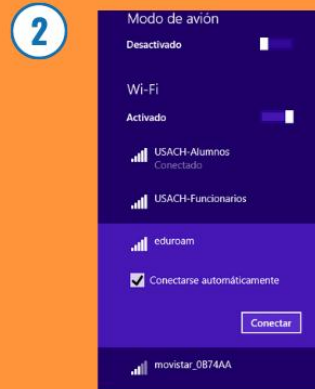 2
Modo de avión
Desactivado
Wi-Fi
Activado
USACH-Alumnos
Conectado
USACH-Funcionarios
eduroam
Conectarse automáticamente
Conectar
movistar_0B74AA